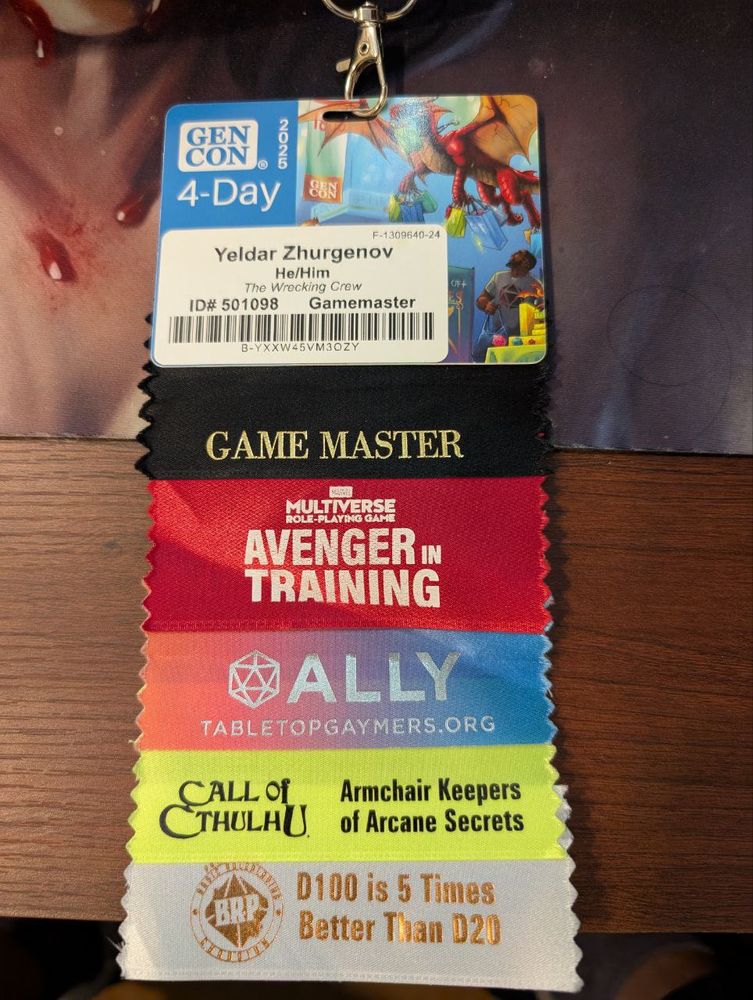 GEN
CON®
2025
4-Day
GEN
CON
F-1309640-24
Yeldar Zhurgenov
He/Him
The Wrecking Crew
ID# 501098 Gamemaster
B-YXXW45VM3OZY
GAME MASTER
MULTIVERSE
ROLE-PLAYING GAME
AVENGER IN
TRAINING
ALLY
TABLETOPGAYMERS.ORG
CALL of
CTHULHU
Armchair Keepers
of Arcane Secrets
BRP
D100 is 5 Times
Better Than D20